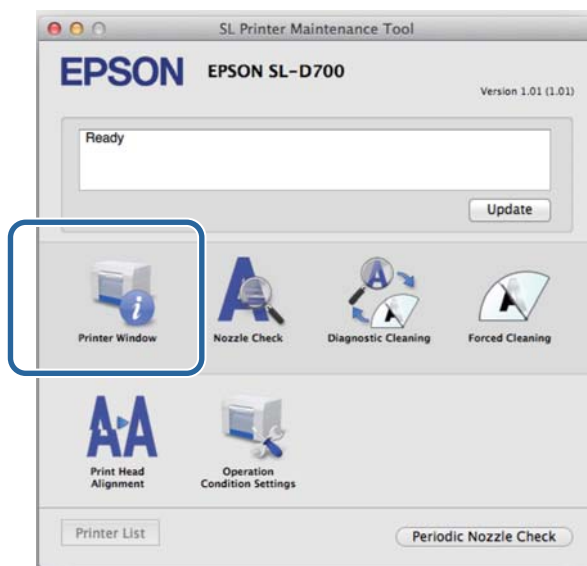 SL Printer Maintenance Tool
EPSON EPSON SL-D700
Version 1.01 (1.01)
Ready
Update
Printer Window
Nozzle Check
Diagnostic Cleaning
Forced Cleaning
Print Head
Alignment
Operation
Condition Settings
Printer List
Periodic Nozzle Check